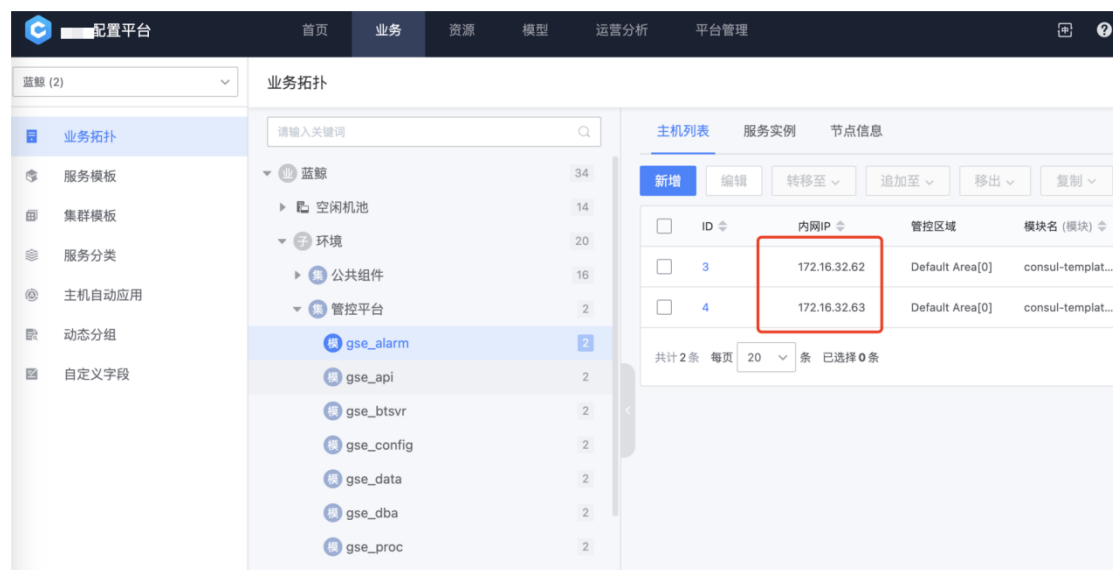 配置平台 首页 业务 资源 模型 运营分析 平台管理 中 ?
蓝鲸 (2)
业务拓扑
业务拓扑
服务模板
集群模板
服务分类
主机自动应用
动态分组
自定义字段
请输入关键词
业 蓝鲸 34
空闲机池 14
子 环境 20
集 公共组件 16
集 管控平台 2
模 gse_alarm 2
模 gse_api 2
模 gse_btsvr 2
模 gse_config 2
模 gse_data 2
模 gse_dba 2
模 gse_proc 2
主机列表 服务实例 节点信息
新增 编辑 转移至 追加至 移出 复制
ID 内网IP 管控区域 模块名 (模块)
3 172.16.32.62 Default Area[0] consul-templat...
4 172.16.32.63 Default Area[0] consul-templat...
共计 2 条 每页 20 条 已选择 0 条